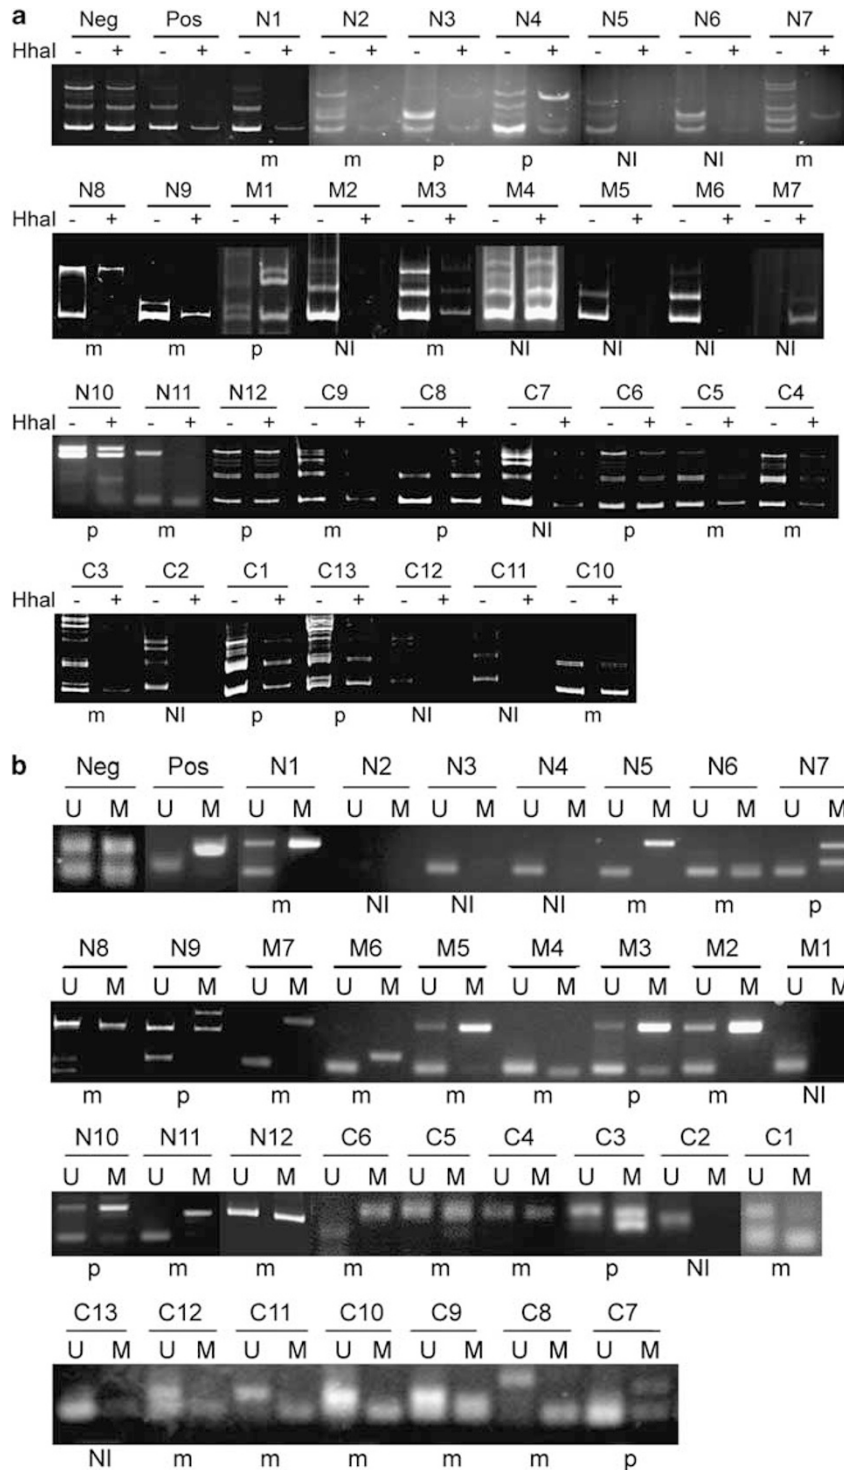 a
Neg Pos N1 N2 N3 N4 N5 N6 N7
HhaI - + - + - + - + - + - + - + - + - +
m m p p NI NI m
N8 N9 M1 M2 M3 M4 M5 M6 M7
HhaI - + - + - + - + - + - + - + - + - +
m m p NI m NI NI NI NI
N10 N11 N12 C9 C8 C7 C6 C5 C4
HhaI - + - + - + - + - + - + - + - + - +
p m p m p NI p m m
C3 C2 C1 C13 C12 C11 C10
HhaI - + - + - + - + - + - + - +
m NI p p NI NI m
b
Neg Pos N1 N2 N3 N4 N5 N6 N7
U M U M U M U M U M U M U M U M U M
m NI NI NI m m p
N8 N9 M7 M6 M5 M4 M3 M2 M1
U M U M U M U M U M U M U M U M U M
m p m m m m p m NI
N10 N11 N12 C6 C5 C4 C3 C2 C1
U M U M U M U M U M U M U M U M U M
p m m m m m p NI m
C13 C12 C11 C10 C9 C8 C7
U M U M U M U M U M U M U M
NI m m m m m p